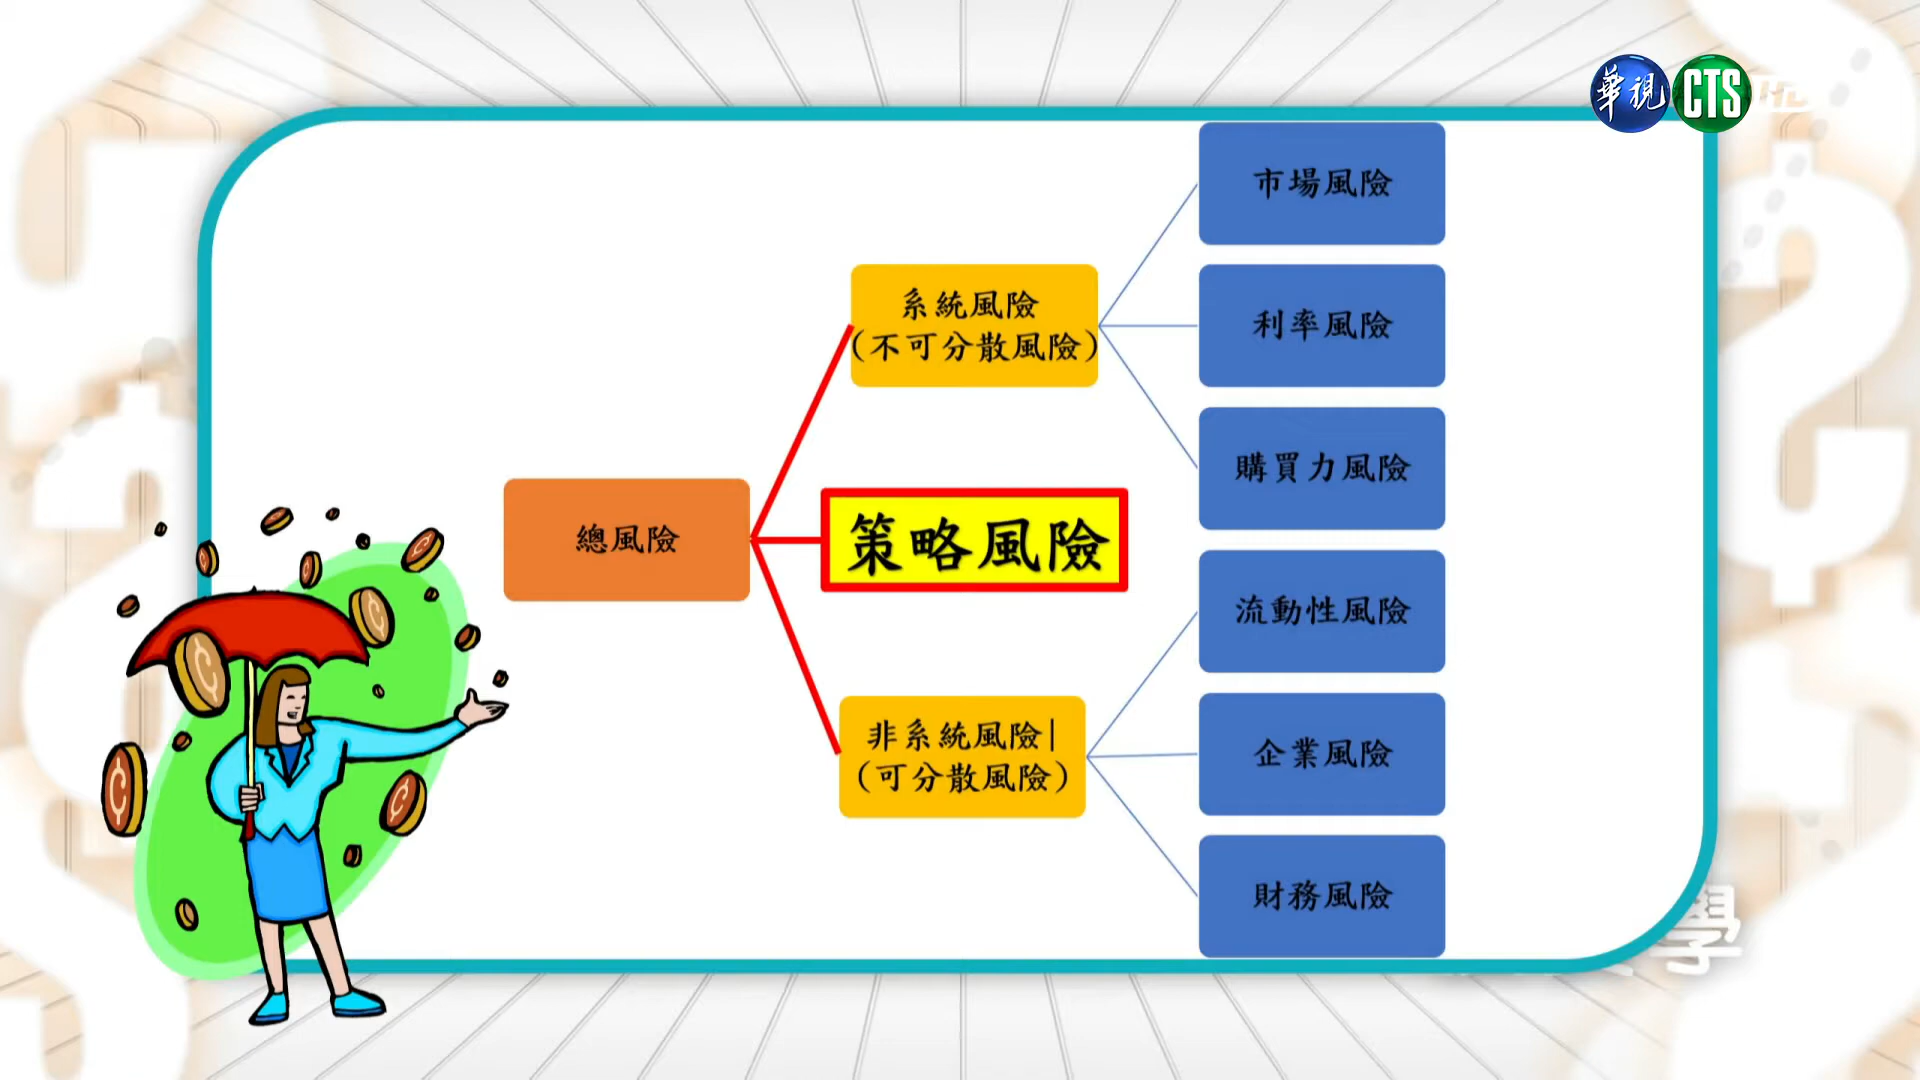 華視 CTS
市場風險
系統風險
(不可分散風險)
利率風險
購買力風險
總風險
策略風險
流動性風險
非系統風險|
(可分散風險)
企業風險
財務風險
學